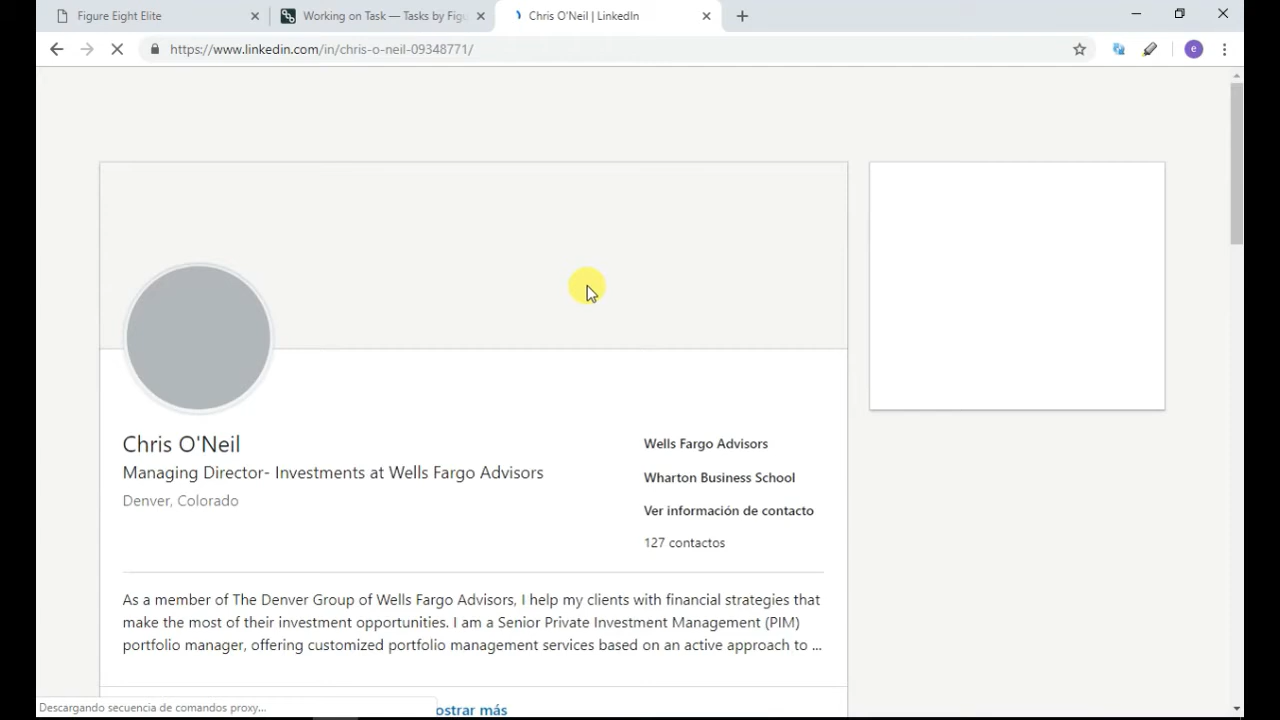 Figure Eight Elite
Working on Task — Tasks by Figu
Chris O'Neil | LinkedIn
https://www.linkedin.com/in/chris-o-neil-09348771/
e
Chris O'Neil
Managing Director- Investments at Wells Fargo Advisors
Denver, Colorado
Wells Fargo Advisors
Wharton Business School
Ver información de contacto
127 contactos
As a member of The Denver Group of Wells Fargo Advisors, I help my clients with financial strategies that
make the most of their investment opportunities. I am a Senior Private Investment Management (PIM)
portfolio manager, offering customized portfolio management services based on an active approach to ...
ostrar más
Descargando secuencia de comandos proxy...